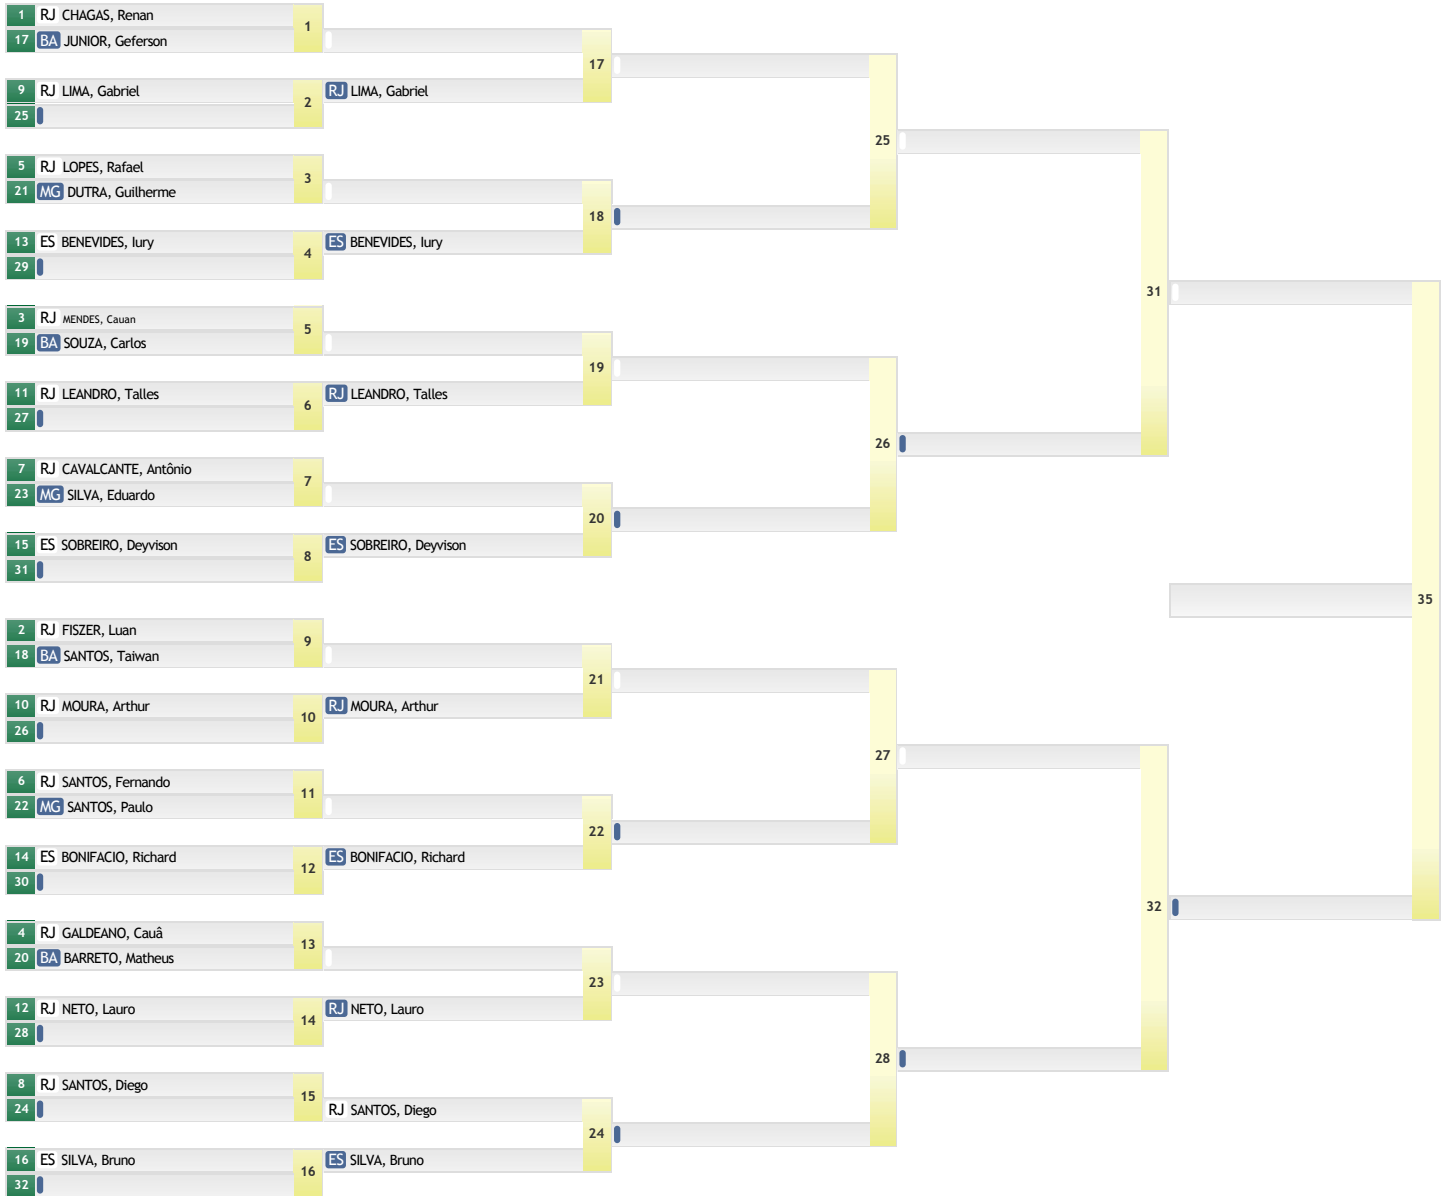 1 RJ CHAGAS, Renan
1
17 BA JUNIOR, Geferson
17
9 RJ LIMA, Gabriel
RJ LIMA, Gabriel
2
25
25
5 RJ LOPES, Rafael
3
21 MG DUTRA, Guilherme
18
13 ES BENEVIDES, Iury
ES BENEVIDES, Iury
4
29
31
3 RJ MENDES, Cauan
5
19 BA SOUZA, Carlos
19
11 RJ LEANDRO, Talles
RJ LEANDRO, Talles
6
27
26
7 RJ CAVALCANTE, Antônio
7
23 MG SILVA, Eduardo
20
15 ES SOBREIRO, Deyvison
ES SOBREIRO, Deyvison
8
31
35
2 RJ FISZER, Luan
9
18 BA SANTOS, Taiwan
21
10 RJ MOURA, Arthur
RJ MOURA, Arthur
10
26
27
6 RJ SANTOS, Fernando
11
22 MG SANTOS, Paulo
22
14 ES BONIFACIO, Richard
ES BONIFACIO, Richard
12
30
32
4 RJ GALDEANO, Cauâ
13
20 BA BARRETO, Matheus
23
12 RJ NETO, Lauro
RJ NETO, Lauro
14
28
28
8 RJ SANTOS, Diego
15
24
RJ SANTOS, Diego
24
16 ES SILVA, Bruno
ES SILVA, Bruno
16
32